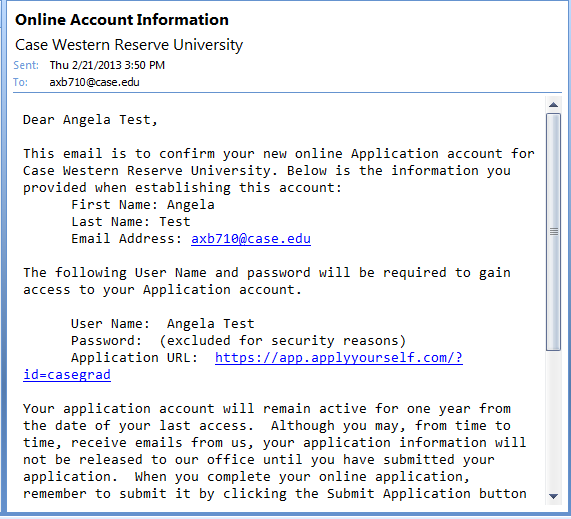 Online Account Information
Case Western Reserve University
Sent: Thu 2/21/2013 3:50 PM
To: axb710@case.edu
Dear Angela Test,
This email is to confirm your new online Application account for
Case Western Reserve University. Below is the information you
provided when establishing this account:
First Name: Angela
Last Name: Test
Email Address: axb710@case.edu
The following User Name and password will be required to gain
access to your Application account.
User Name:  Angela Test
Password:  (excluded for security reasons)
Application URL:  https://app.applyyourself.com/?
id=casegrad
Your application account will remain active for one year from
the date of your last access.  Although you may, from time to
time, receive emails from us, your application information will
not be released to our office until you have submitted your
application.  When you complete your online application,
remember to submit it by clicking the Submit Application button